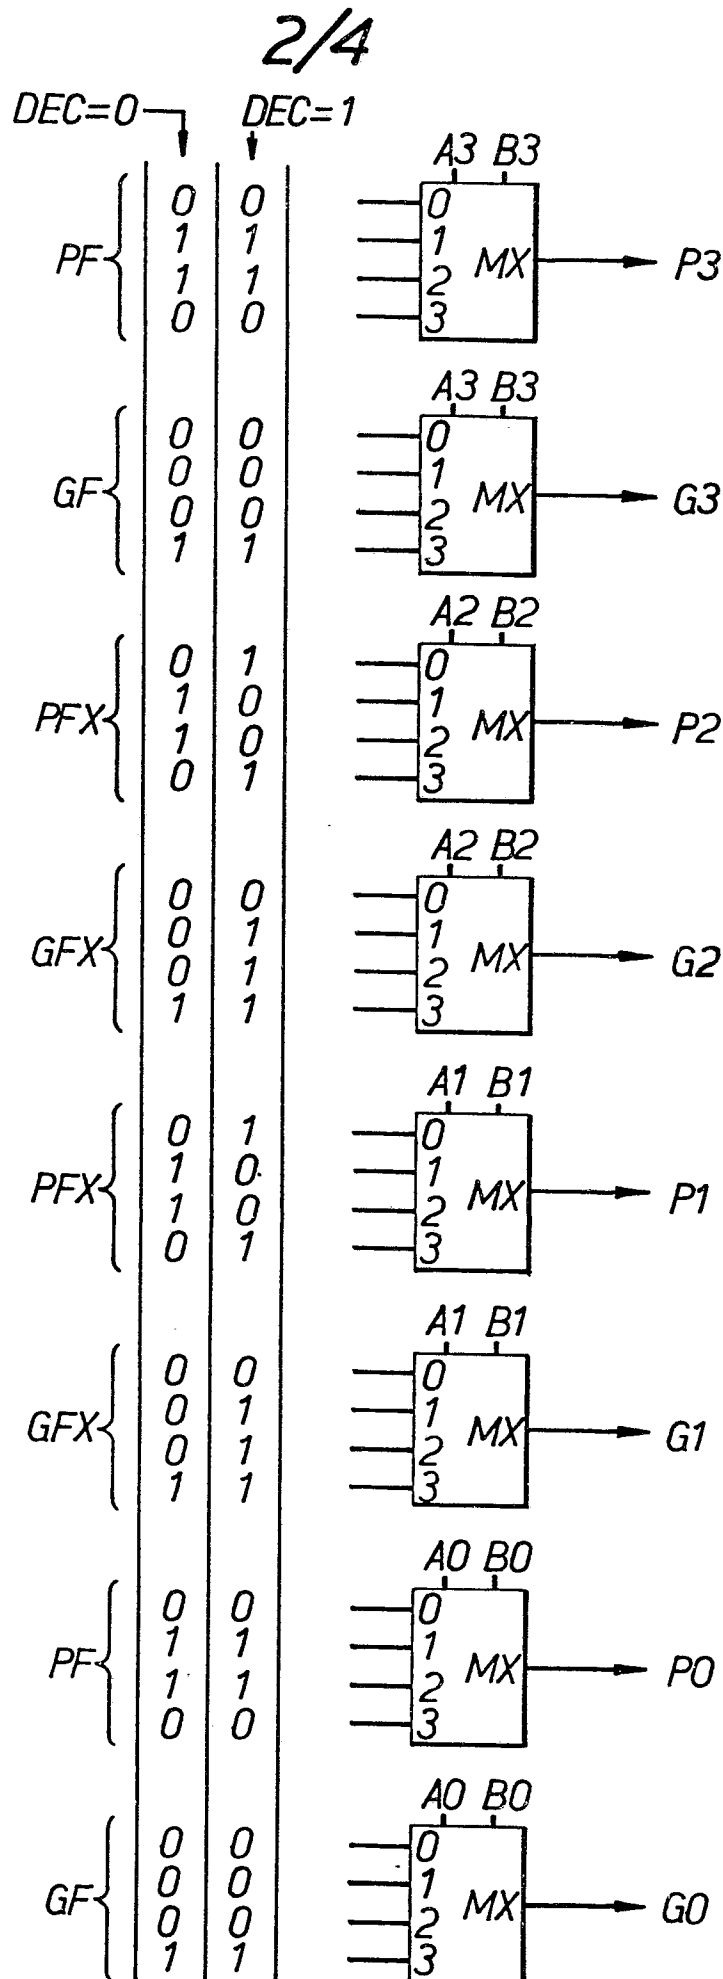 2/4
DEC=0 DEC=1
A3 B3
0 0 0
1 1 1
PF MX P3
1 1 2
0 0 3
A3 B3
0 0 0
0 0 1
GF MX G3
0 0 2
1 1 3
A2 B2
0 1 0
1 0 1
PFX MX P2
1 0 2
0 1 3
A2 B2
0 0 0
0 1 1
GFX MX G2
0 1 2
1 1 3
A1 B1
0 1 0
1 0 1
PFX MX P1
1 0 2
0 1 3
A1 B1
0 0 0
0 1 1
GFX MX G1
0 1 2
1 1 3
A0 B0
0 0 0
1 1 1
PF MX P0
1 1 2
0 0 3
A0 B0
0 0 0
0 0 1
GF MX G0
0 0 2
1 1 3